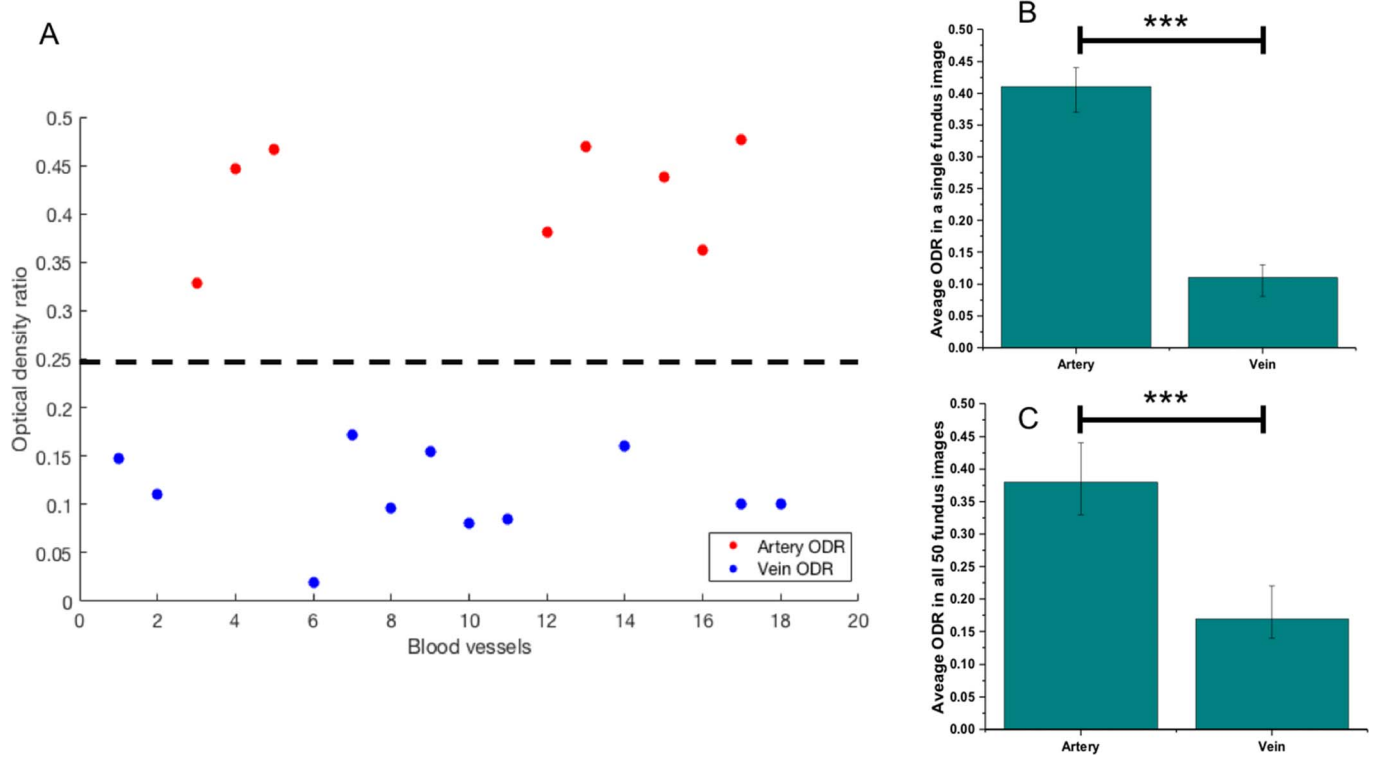 A
Optical density ratio
0.5
0.45
0.4
0.35
0.3
0.25
0.2
0.15
0.1
0.05
0
0 2 4 6 8 10 12 14 16 18 20
Blood vessels
Artery ODR
Vein ODR
B
***
Aveage ODR in a single fundus image
0.50
0.45
0.40
0.35
0.30
0.25
0.20
0.15
0.10
0.05
0.00
Artery Vein
C
***
Aveage ODR in all 50 fundus images
0.50
0.45
0.40
0.35
0.30
0.25
0.20
0.15
0.10
0.05
0.00
Artery Vein